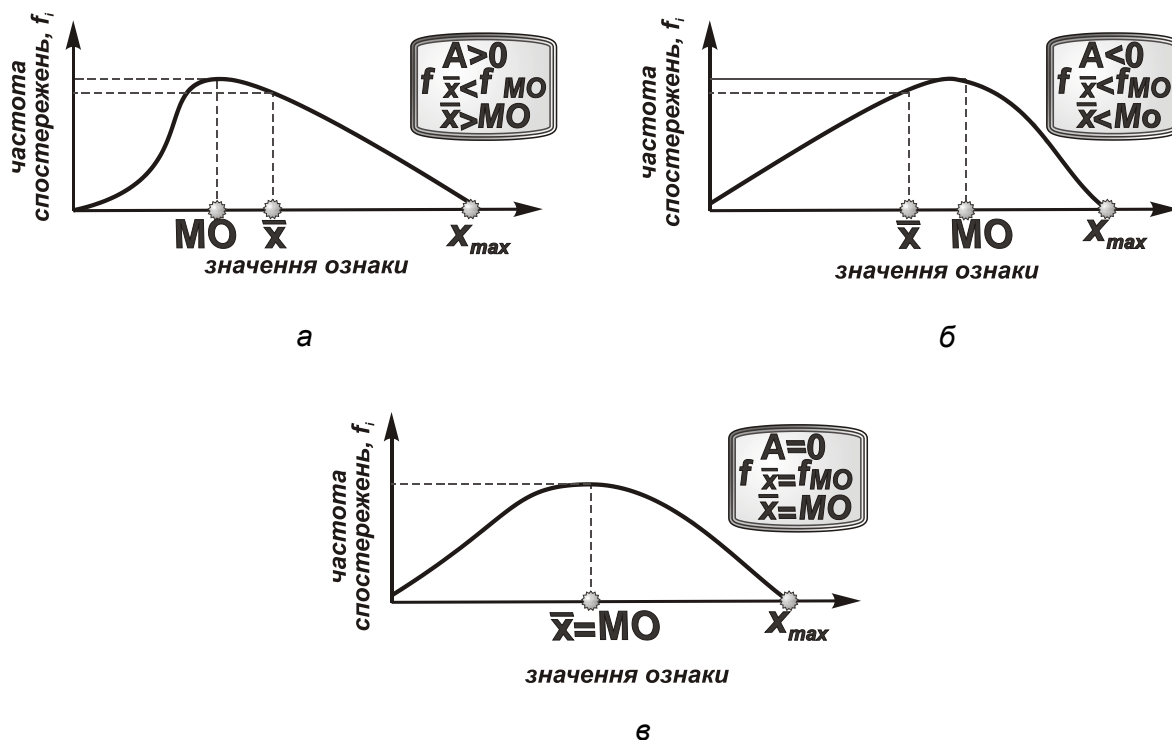 частота
спостережень, fi
A>0
f x̅<f MO
x̅>MO
MO x̅ xmax
значення ознаки
а
частота
спостережень, fi
A<0
f x̅<fMO
x̅<Mo
x̅ MO xmax
значення ознаки
б
частота
спостережень, fi
A=0
f x̅=fMO
x̅=MO
x̅=MO xmax
значення ознаки
в